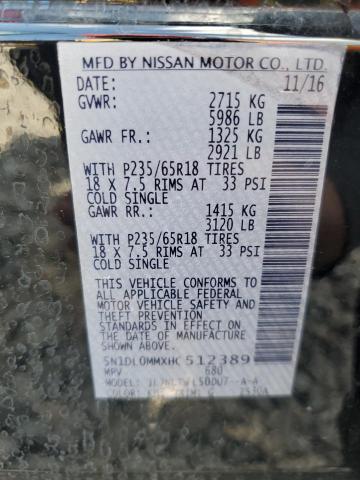 MFD BY NISSAN MOTOR CO., LTD.
DATE: 11/16
GVWR: 2715 KG
5986 LB
GAWR FR.: 1325 KG
2921 LB
WITH P235/65R18 TIRES
18 X 7.5 RIMS AT 33 PSI
COLD SINGLE
GAWR RR.: 1415 KG
3120 LB
WITH P235/65R18 TIRES
18 X 7.5 RIMS AT 33 PSI
COLD SINGLE
THIS VEHICLE CONFORMS TO
ALL APPLICABLE FEDERAL
MOTOR VEHICLE SAFETY
STANDARDS IN EFFECT ON
THE DATE OF MANUFACTURE
SHOWN ABOVE.
5N1DL0MMXHC512389
MPV 680
MODEL:
COLOR: TRIM: G